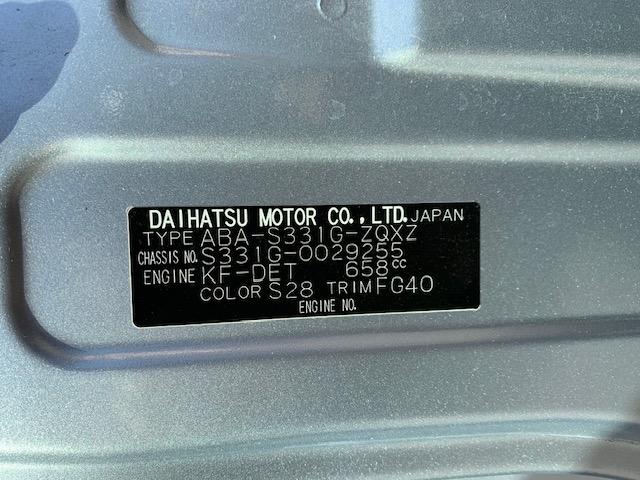 DAIHATSU MOTOR CO., LTD. JAPAN
TYPE ABA-S331G-ZQXZ
CHASSIS NO. S331G-0029255
ENGINE KF-DET 658CC
COLOR S28 TRIM FG40
ENGINE NO.